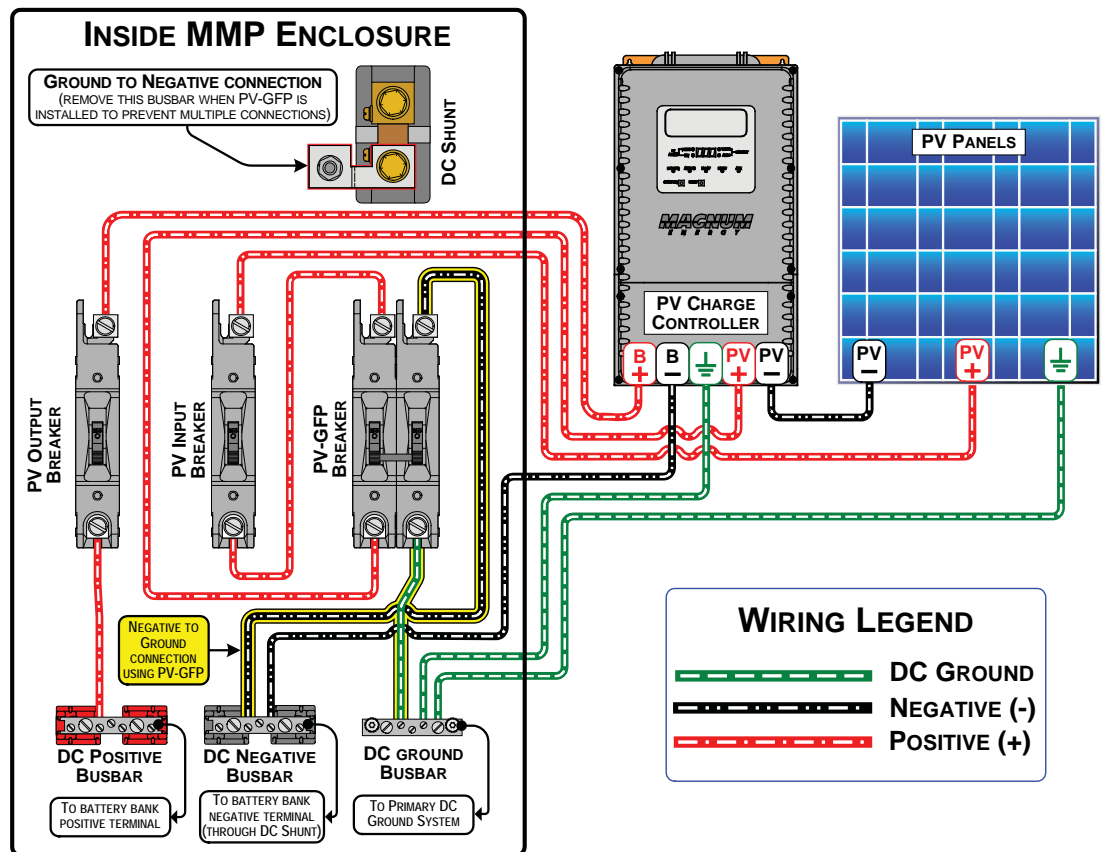 INSIDE MMP ENCLOSURE
GROUND TO NEGATIVE CONNECTION
(REMOVE THIS BUSBAR WHEN PV-GFP IS
INSTALLED TO PREVENT MULTIPLE CONNECTIONS)
DC SHUNT
PV OUTPUT
BREAKER
PV INPUT
BREAKER
PV-GFP
BREAKER
NEGATIVE TO
GROUND
CONNECTION
USING PV-GFP
DC POSITIVE
BUSBAR
DC NEGATIVE
BUSBAR
DC GROUND
BUSBAR
TO BATTERY BANK
POSITIVE TERMINAL
TO BATTERY BANK
NEGATIVE TERMINAL
(THROUGH DC SHUNT)
TO PRIMARY DC
GROUND SYSTEM
MAGNUM
ENERGY
PV CHARGE
CONTROLLER
B
+
B
−
PV
+
PV
−
PV PANELS
PV
−
PV
+
WIRING LEGEND
DC GROUND
NEGATIVE (-)
POSITIVE (+)